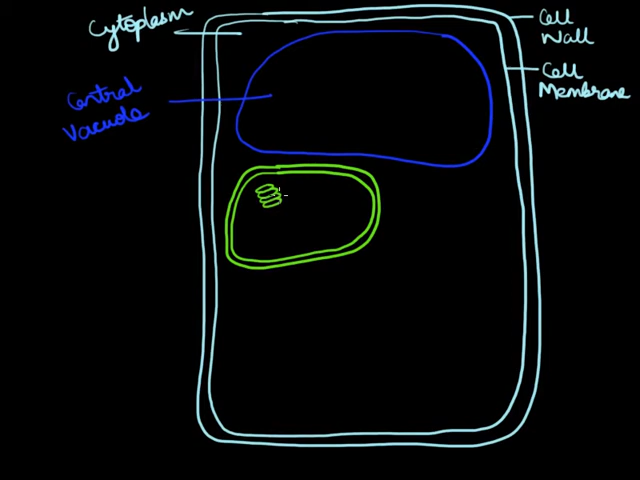 Cytoplasm
Cell
Wall
Cell
Membrane
Central
Vacuole